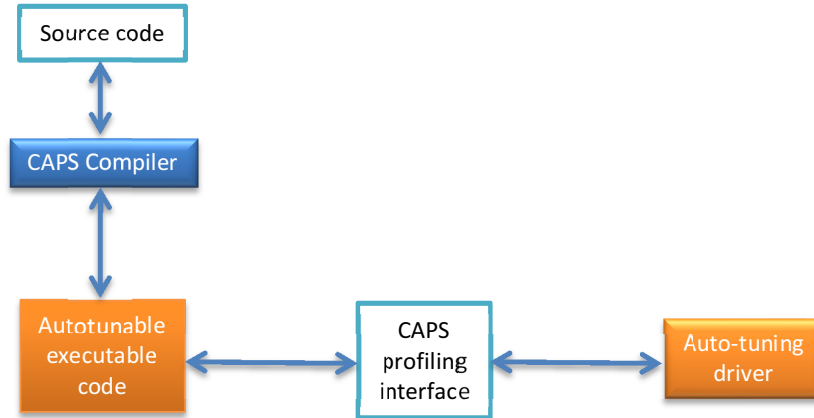 Source code
CAPS Compiler
Autotunable
executable
code
CAPS
profiling
interface
Auto-tuning
driver